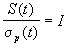 S(t) / σ_p(t) = I